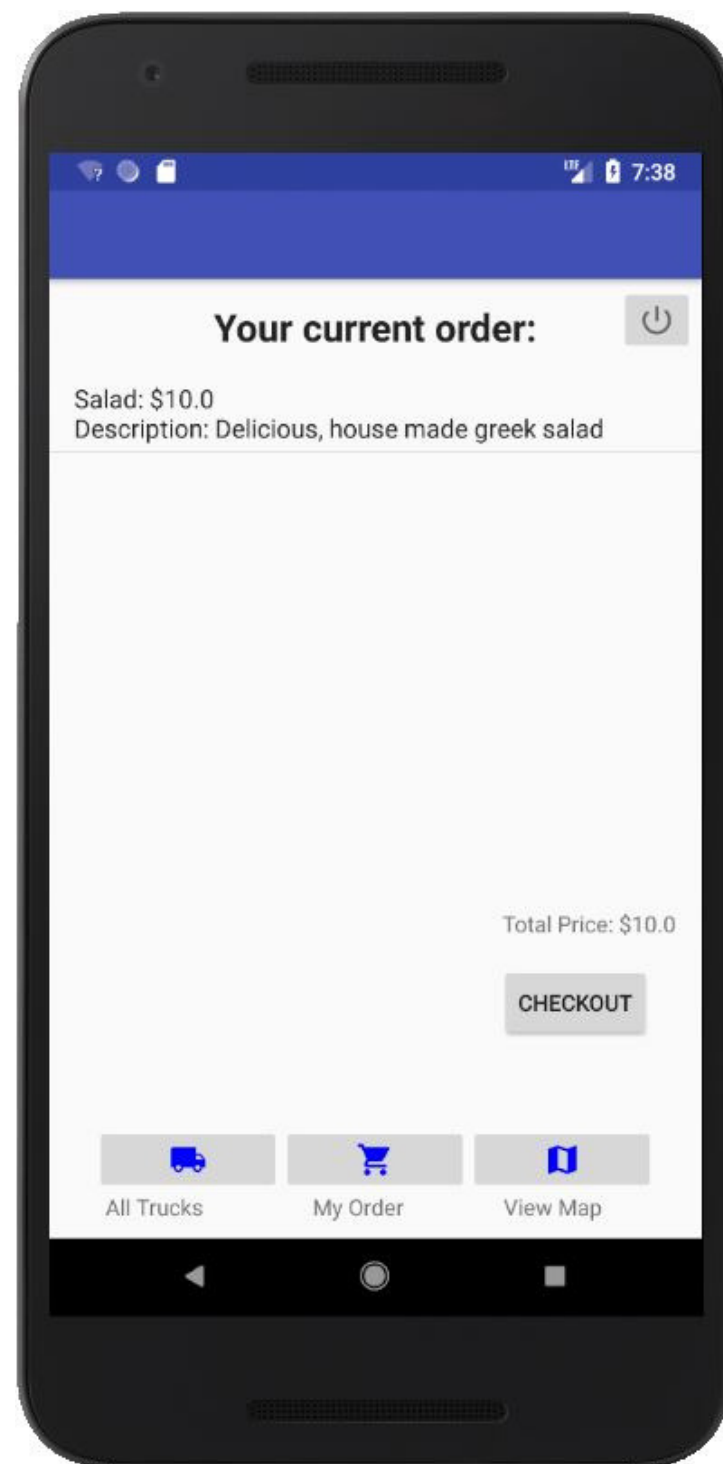 LTE 7:38
Your current order:
Salad: $10.0
Description: Delicious, house made greek salad
Total Price: $10.0
CHECKOUT
All Trucks My Order View Map